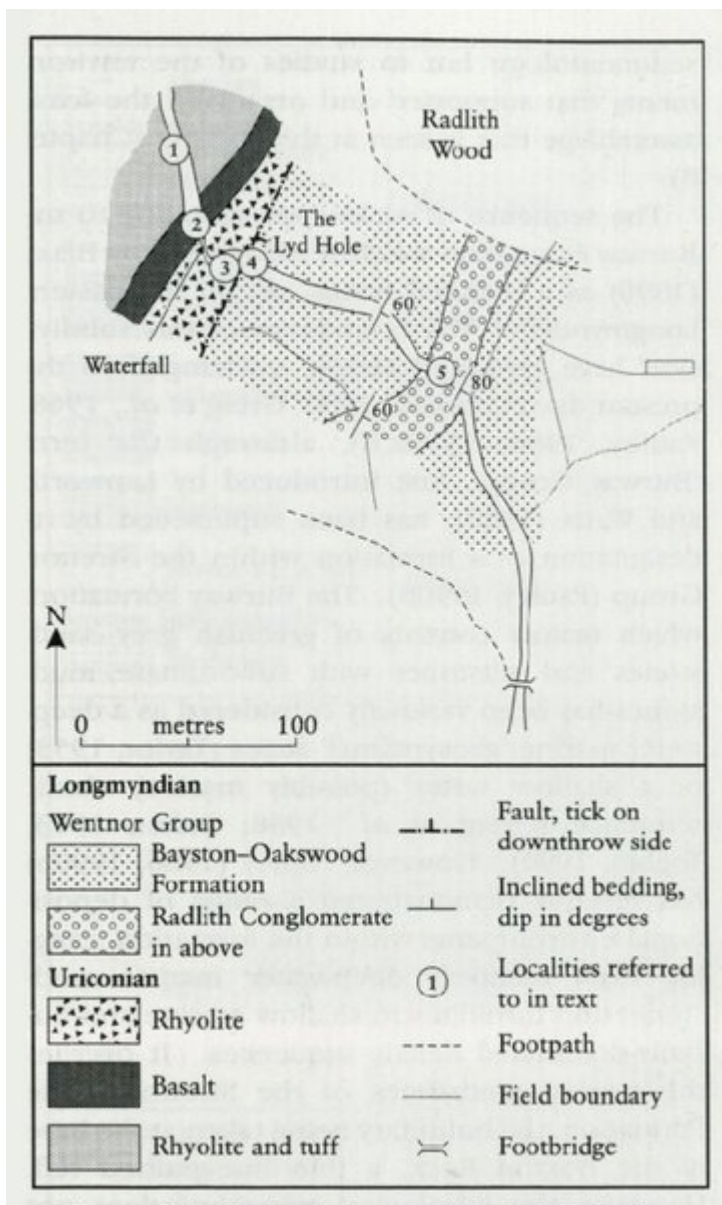 Radlith
Wood
1
2
The
Lyd Hole
3
4
60
Waterfall
5
80
60
N
0 metres 100
Longmyndian
Wentnor Group
Bayston–Oakswood
Formation
Radlith Conglomerate
in above
Uriconian
Rhyolite
Basalt
Rhyolite and tuff
Fault, tick on
downthrow side
Inclined bedding,
dip in degrees
1
Localities referred
to in text
Footpath
Field boundary
Footbridge